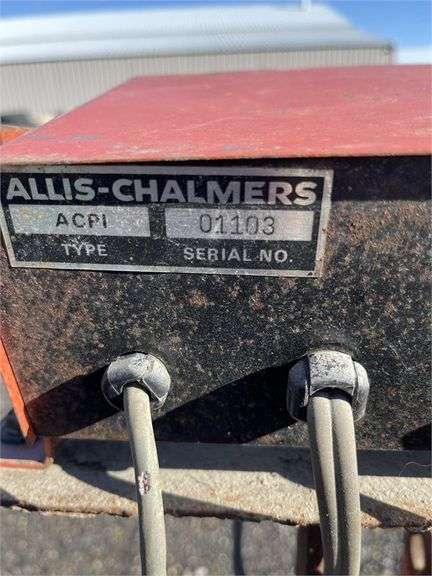 ALLIS-CHALMERS
ACPI 01103
TYPE SERIAL NO.